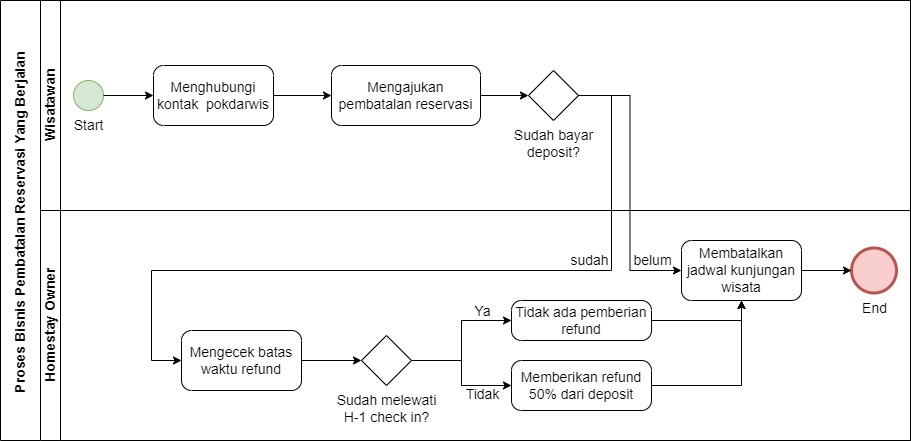 Proses BIsnis Pembatalan Reservasi Yang Berjalan
Wisatawan
Start
Menghubungi
kontak pokdarwis
Mengajukan
pembatalan reservasi
Sudah bayar
deposit?
Homestay Owner
sudah
belum
Membatalkan
jadwal kunjungan
wisata
End
Mengecek batas
waktu refund
Sudah melewati
H-1 check in?
Ya
Tidak ada pemberian
refund
Tidak
Memberikan refund
50% dari deposit